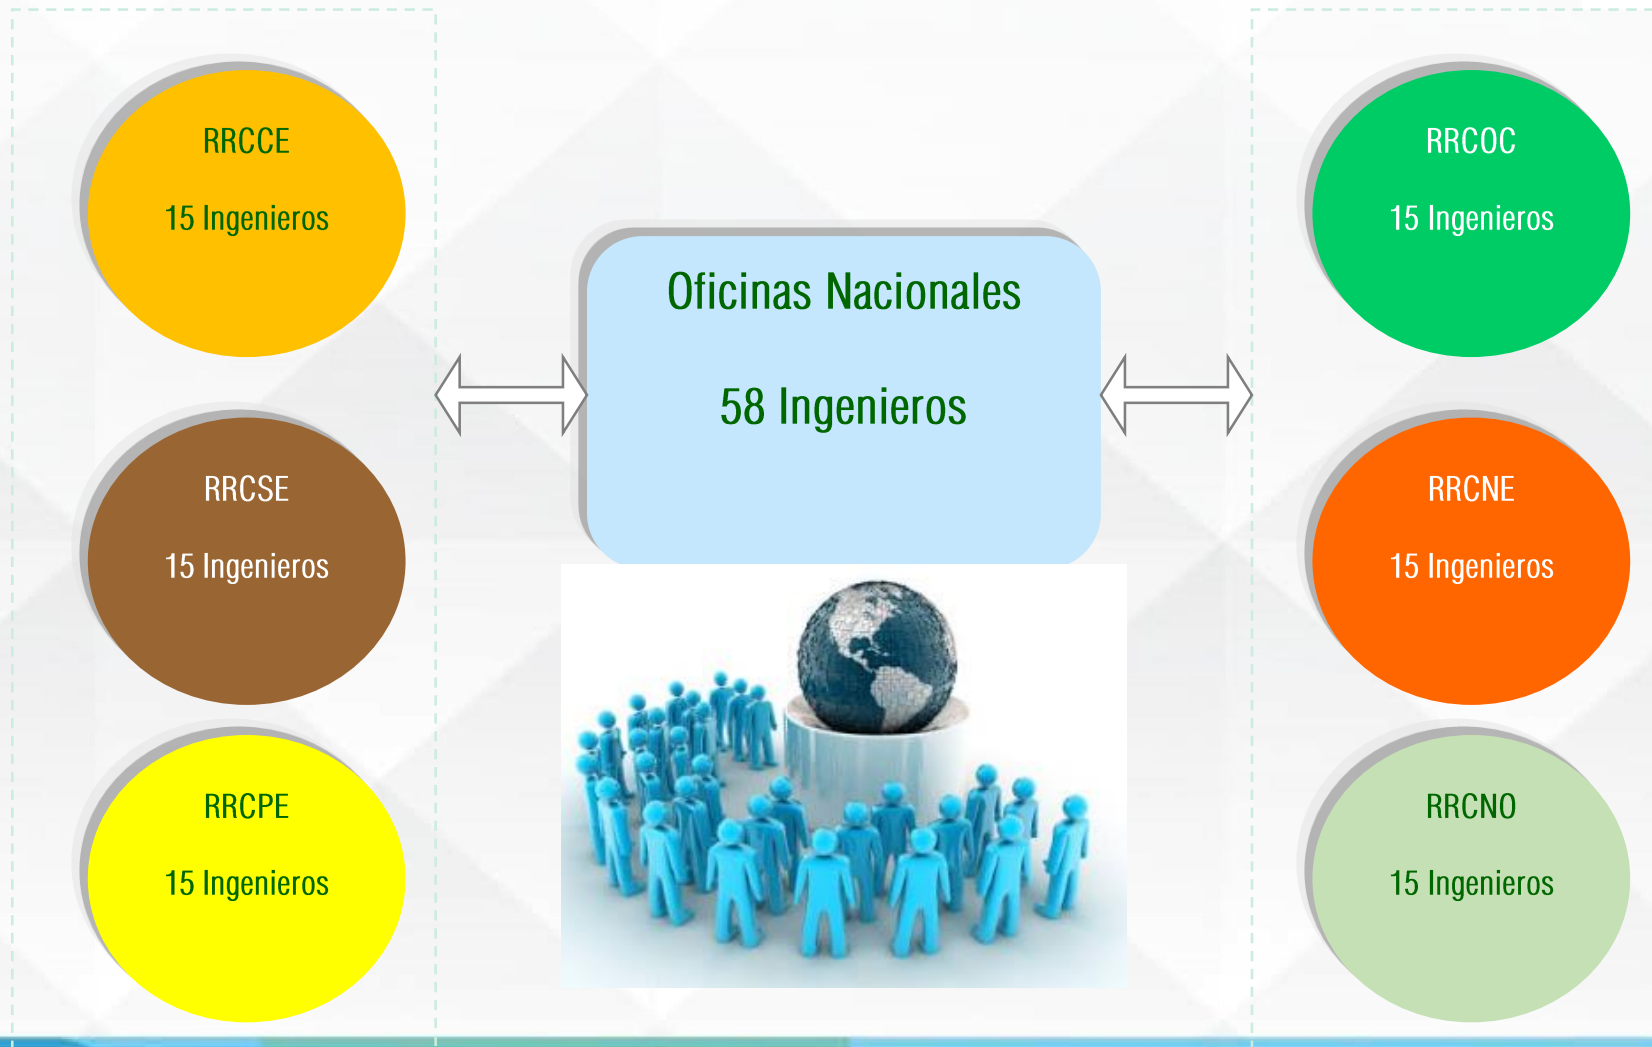 RRCCE
15 Ingenieros
RRCSE
15 Ingenieros
RRCPE
15 Ingenieros
Oficinas Nacionales
58 Ingenieros
RRCOC
15 Ingenieros
RRCNE
15 Ingenieros
RRCNO
15 Ingenieros